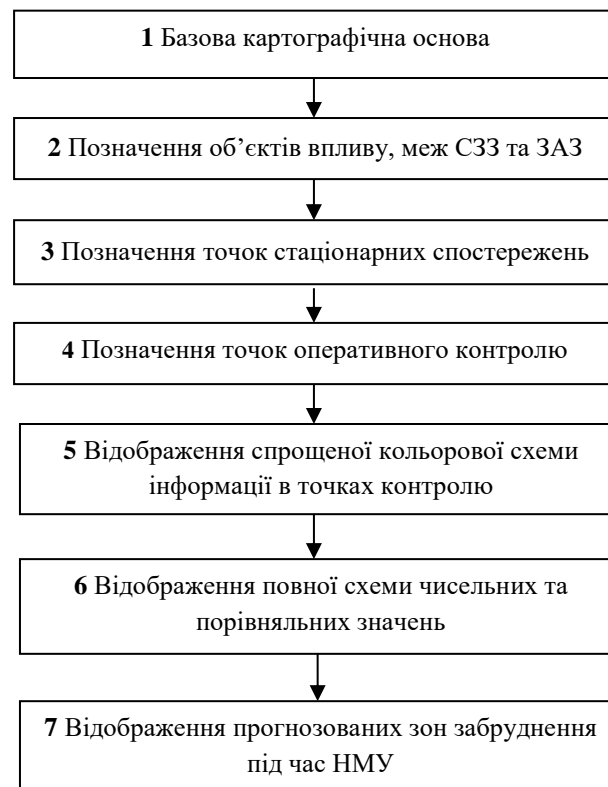 1 Базова картографічна основа
2 Позначення об’єктів впливу, меж СЗЗ та ЗАЗ
3 Позначення точок стаціонарних спостережень
4 Позначення точок оперативного контролю
5 Відображення спрощеної кольорової схеми
інформації в точках контролю
6 Відображення повної схеми чисельних та
порівняльних значень
7 Відображення прогнозованих зон забруднення
під час НМУ